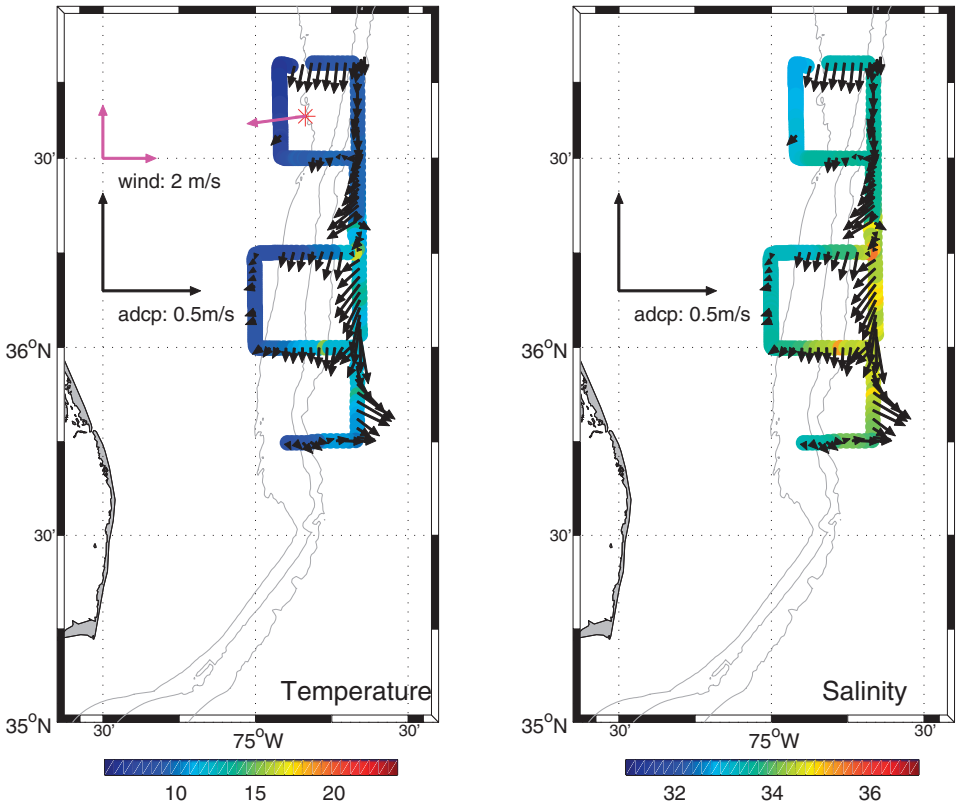 30'
wind: 2 m/s
adcp: 0.5m/s
36°N
30'
Temperature
35°N
30'
75°W
30'
10 15 20
30'
adcp: 0.5m/s
36°N
30'
Salinity
35°N
30'
75°W
30'
32 34 36